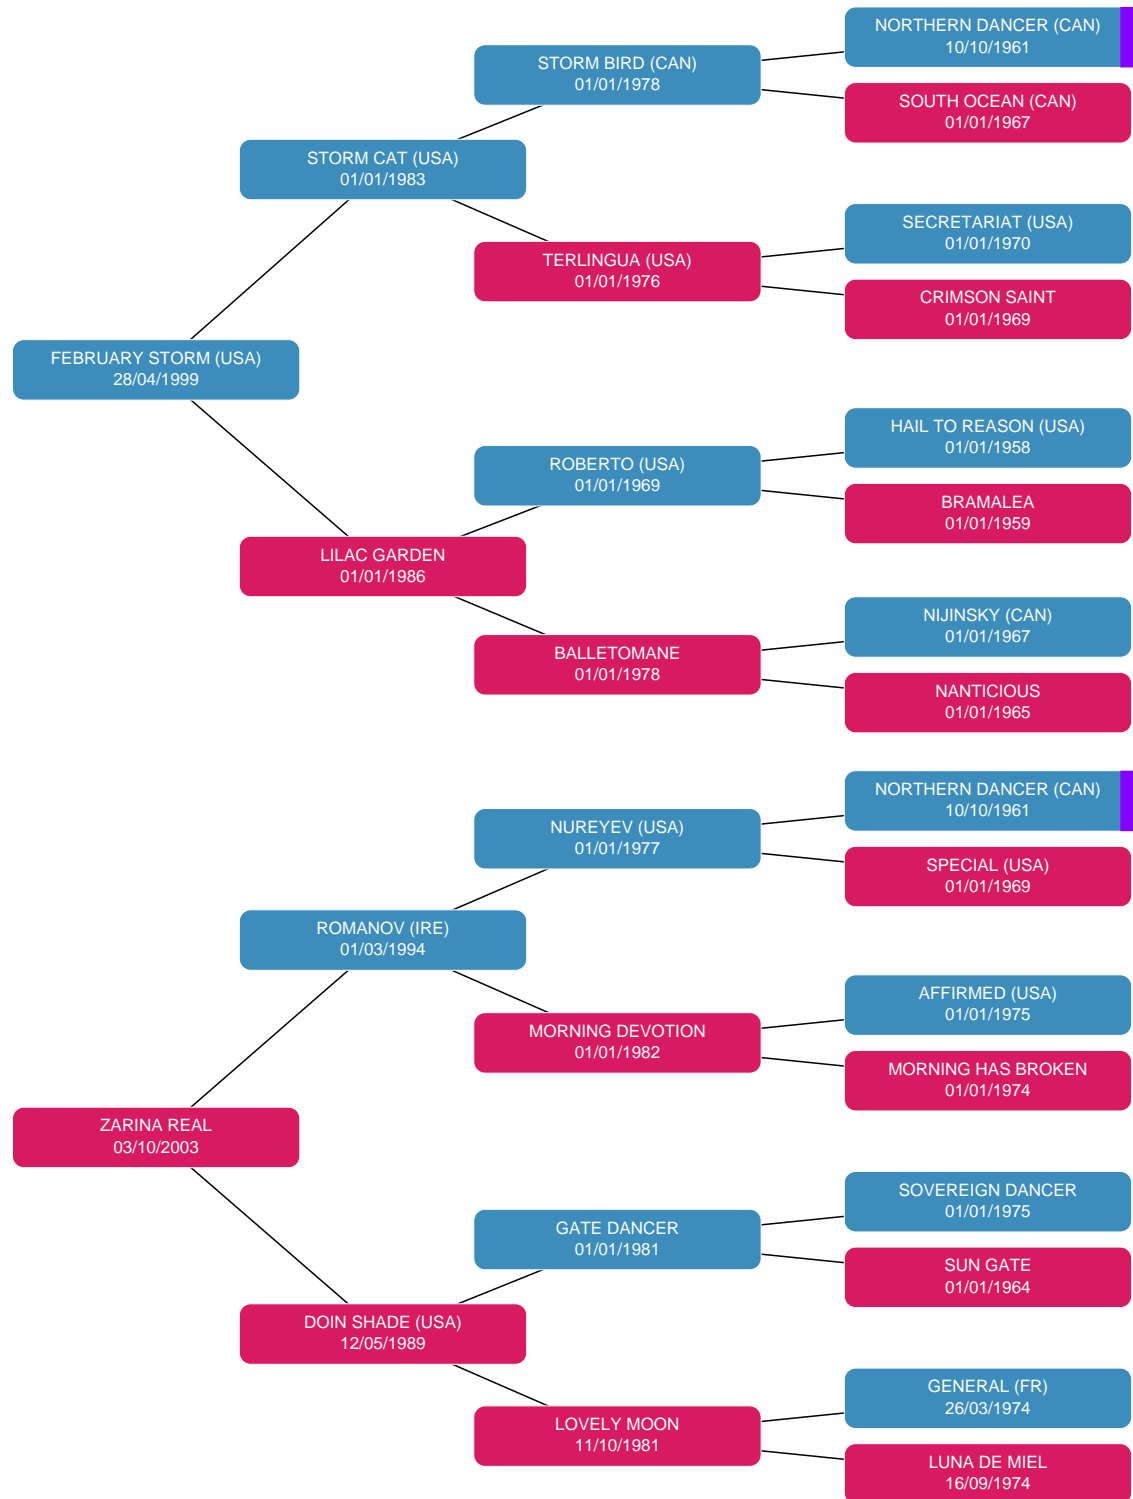 NORTHERN DANCER (CAN)
10/10/1961
STORM BIRD (CAN)
01/01/1978
SOUTH OCEAN (CAN)
01/01/1967
STORM CAT (USA)
01/01/1983
SECRETARIAT (USA)
01/01/1970
TERLINGUA (USA)
01/01/1976
CRIMSON SAINT
01/01/1969
FEBRUARY STORM (USA)
28/04/1999
HAIL TO REASON (USA)
01/01/1958
ROBERTO (USA)
01/01/1969
BRAMALEA
01/01/1959
LILAC GARDEN
01/01/1986
NIJINSKY (CAN)
01/01/1967
BALLETOMANE
01/01/1978
NANTICIOUS
01/01/1965
NORTHERN DANCER (CAN)
10/10/1961
NUREYEV (USA)
01/01/1977
SPECIAL (USA)
01/01/1969
ROMANOV (IRE)
01/03/1994
AFFIRMED (USA)
01/01/1975
MORNING DEVOTION
01/01/1982
MORNING HAS BROKEN
01/01/1974
ZARINA REAL
03/10/2003
SOVEREIGN DANCER
01/01/1975
GATE DANCER
01/01/1981
SUN GATE
01/01/1964
DOIN SHADE (USA)
12/05/1989
GENERAL (FR)
26/03/1974
LOVELY MOON
11/10/1981
LUNA DE MIEL
16/09/1974